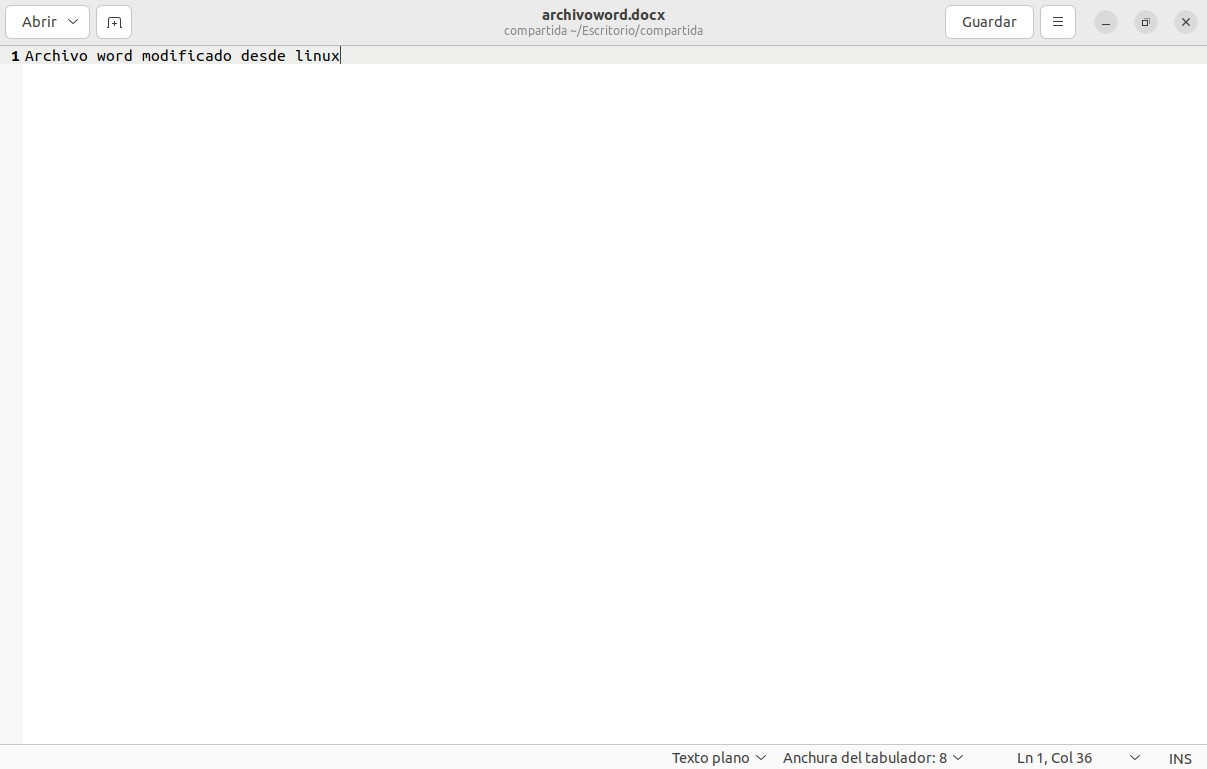 Abrir
archivoword.docx
compartida ~/Escritorio/compartida
Guardar
1 Archivo word modificado desde linux
Texto plano
Anchura del tabulador: 8
Ln 1, Col 36
INS